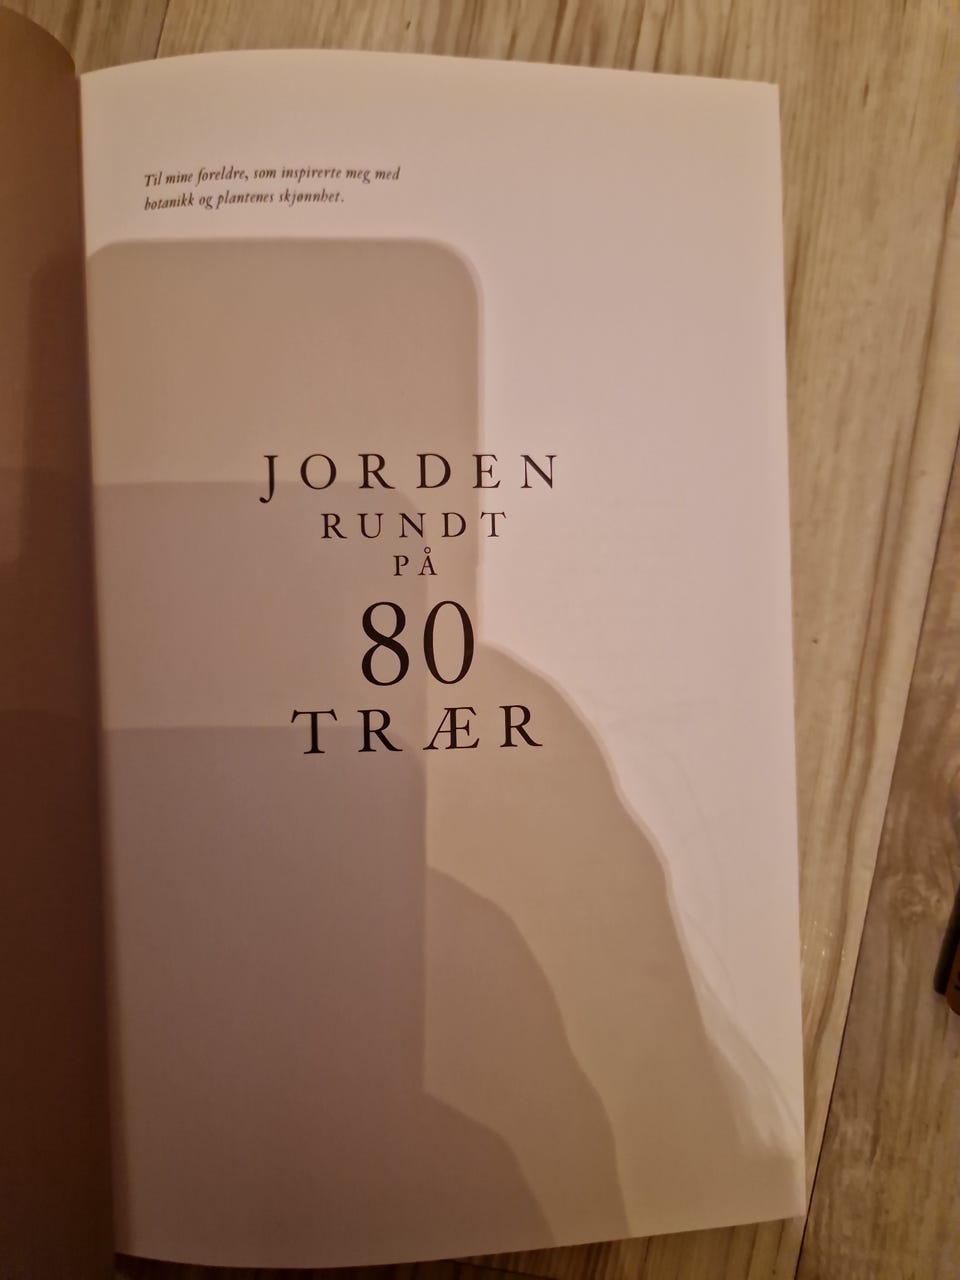 Til mine foreldre, som inspirerte meg med
botanikk og plantenes skjønnhet.
JORDEN
RUNDT
PÅ
80
TRÆR